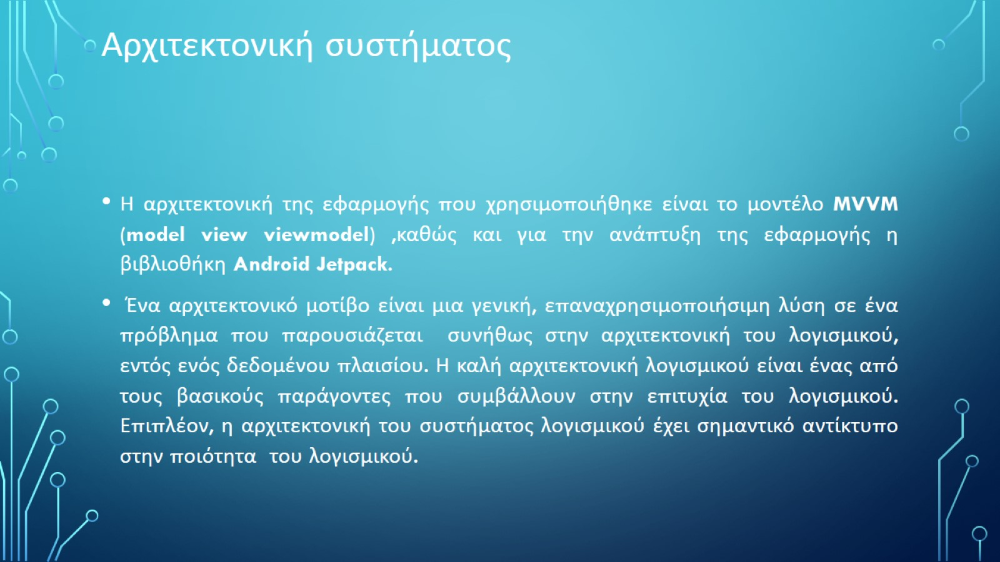 Αρχιτεκτονική συστήματος
• Η αρχιτεκτονική της εφαρμογής που χρησιμοποιήθηκε είναι το μοντέλο MVVM
(model view viewmodel) ,καθώς και για την ανάπτυξη της εφαρμογής η
βιβλιοθήκη Android Jetpack.
• Ένα αρχιτεκτονικό μοτίβο είναι μια γενική, επαναχρησιμοποιήσιμη λύση σε ένα
πρόβλημα που παρουσιάζεται συνήθως στην αρχιτεκτονική του λογισμικού,
εντός ενός δεδομένου πλαισίου. Η καλή αρχιτεκτονική λογισμικού είναι ένας από
τους βασικούς παράγοντες που συμβάλλουν στην επιτυχία του λογισμικού.
Επιπλέον, η αρχιτεκτονική του συστήματος λογισμικού έχει σημαντικό αντίκτυπο
στην ποιότητα του λογισμικού.